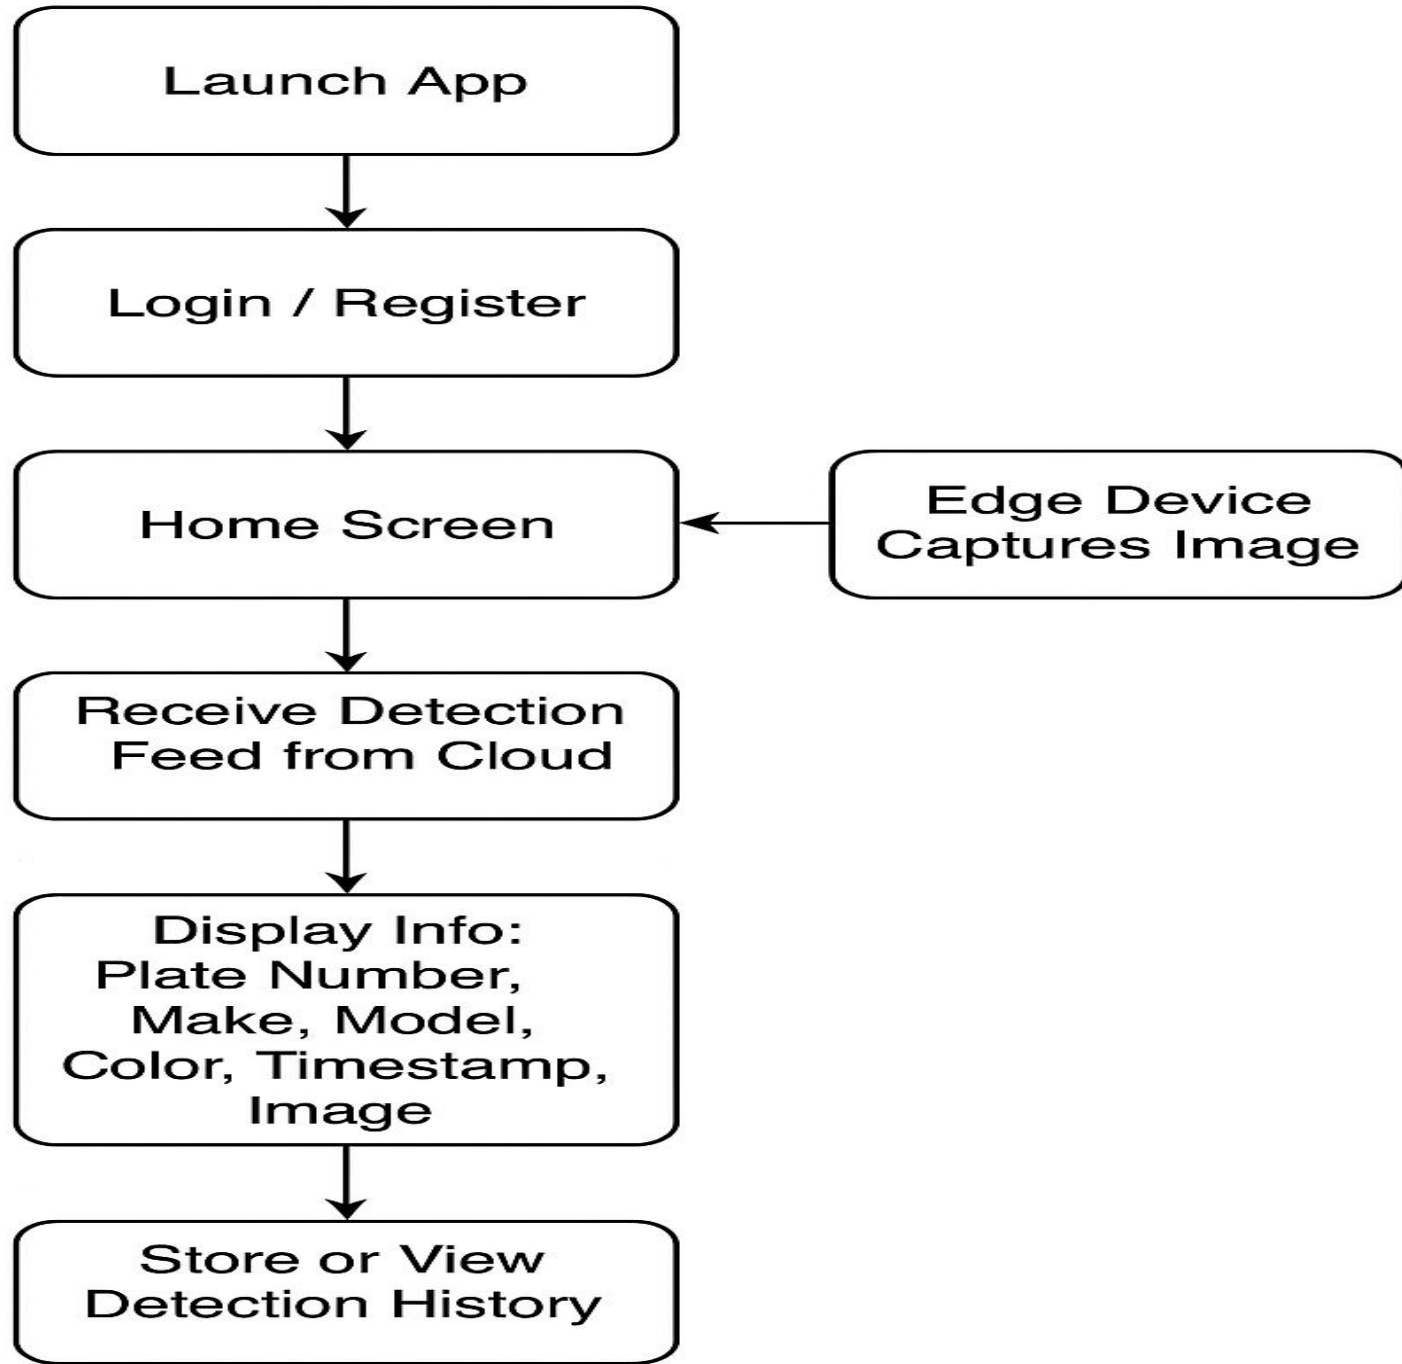 Launch App
Login / Register
Home Screen
Edge Device
Captures Image
Receive Detection
Feed from Cloud
Display Info:
Plate Number,
Make, Model,
Color, Timestamp,
Image
Store or View
Detection History